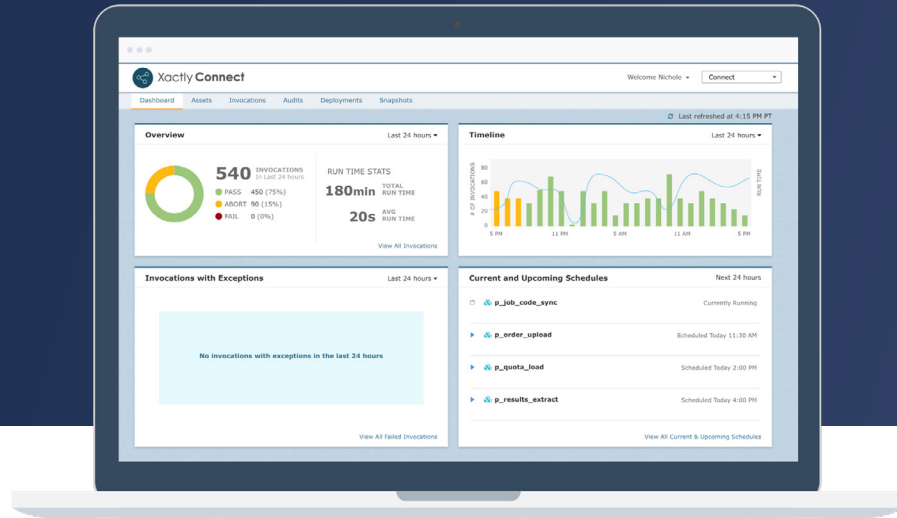 Xactly Connect
Welcome Nichole
Connect
Dashboard Assets Invocations Audits Deployments Snapshots
Last refreshed at 4:15 PM PT
Overview
Last 24 hours
540 INVOCATIONS
In Last 24 hours
PASS 450 (75%)
ABORT 90 (15%)
FAIL 0 (0%)
RUN TIME STATS
180min TOTAL RUN TIME
20s AVG RUN TIME
View All Invocations
Timeline
Last 24 hours
# OF INVOCATIONS
80
60
40
20
0
5 PM 11 PM 5 AM 11 AM 5 PM
RUN TIME
Invocations with Exceptions
Last 24 hours
No invocations with exceptions in the last 24 hours
View All Failed Invocations
Current and Upcoming Schedules
Next 24 hours
p_job_code_sync Currently Running
p_order_upload Scheduled Today 11:30 AM
p_quota_load Scheduled Today 2:00 PM
p_results_extract Scheduled Today 4:00 PM
View All Current & Upcoming Schedules